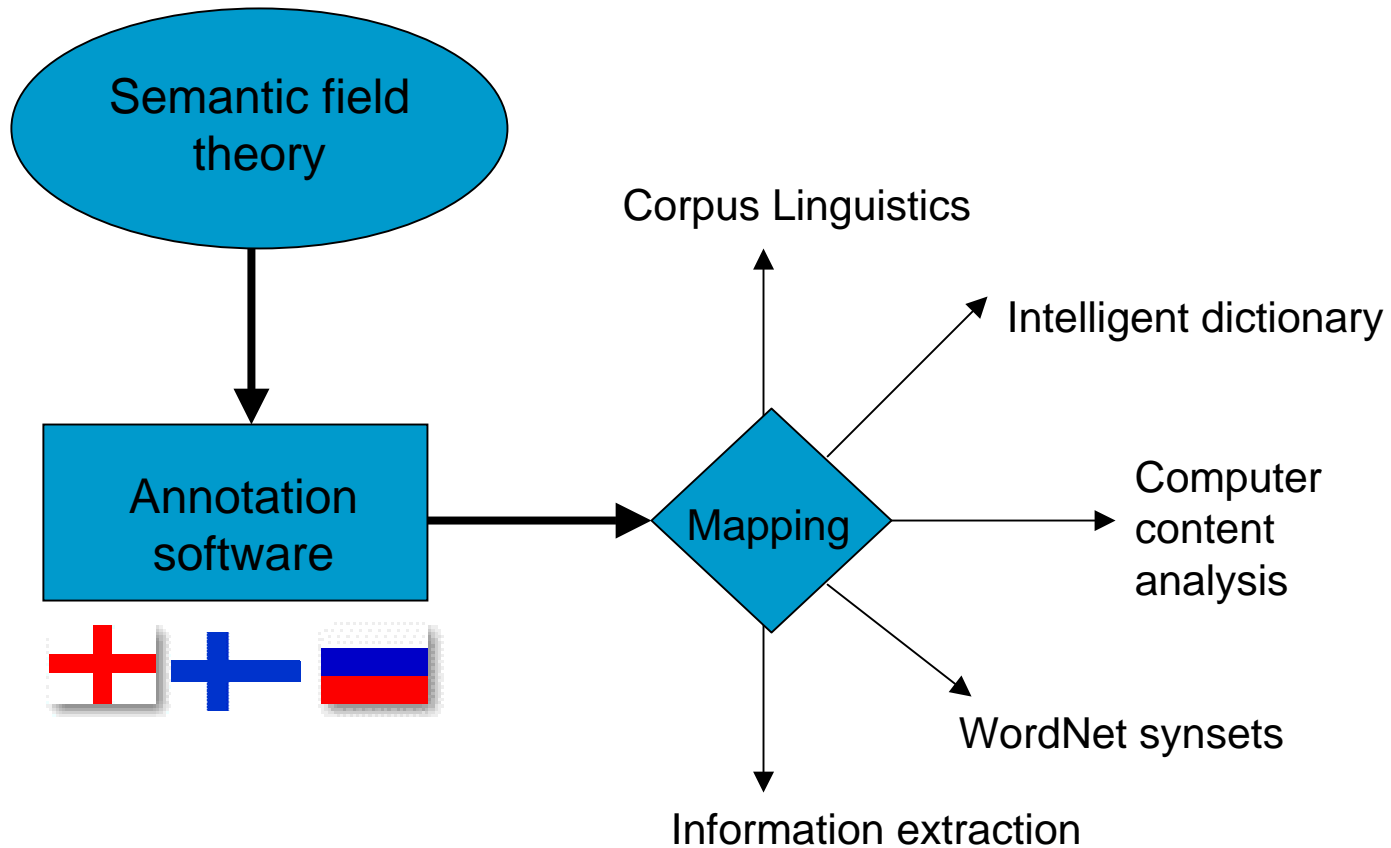 Semantic field
theory
Corpus Linguistics
Intelligent dictionary
Annotation
software
Mapping
Computer
content
analysis
WordNet synsets
Information extraction